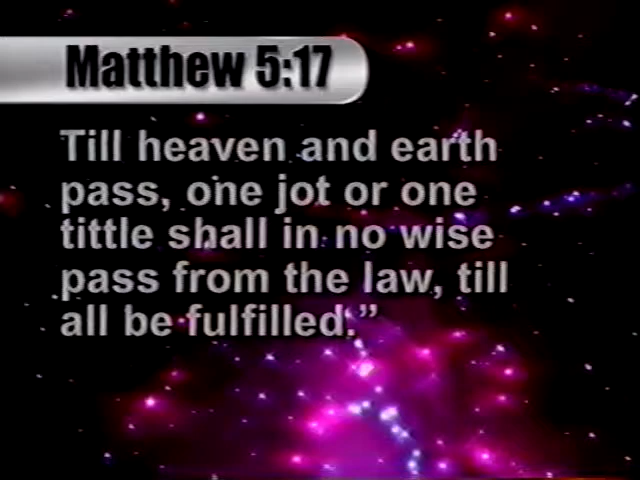 Matthew 5:17
Till heaven and earth
pass, one jot or one
tittle shall in no wise
pass from the law, till
all be fulfilled.”